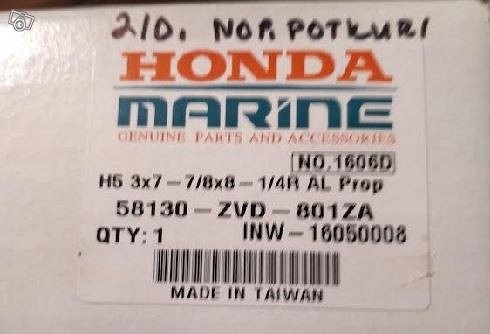 210. NOP. POTKURI
HONDA
MARINE
GENUINE PARTS AND ACCESSORIES
NO.1606D
H5 3x7-7/8x8-1/4R AL Prop
58130-ZVD-801ZA
QTY: 1 INW-16050008
MADE IN TAIWAN